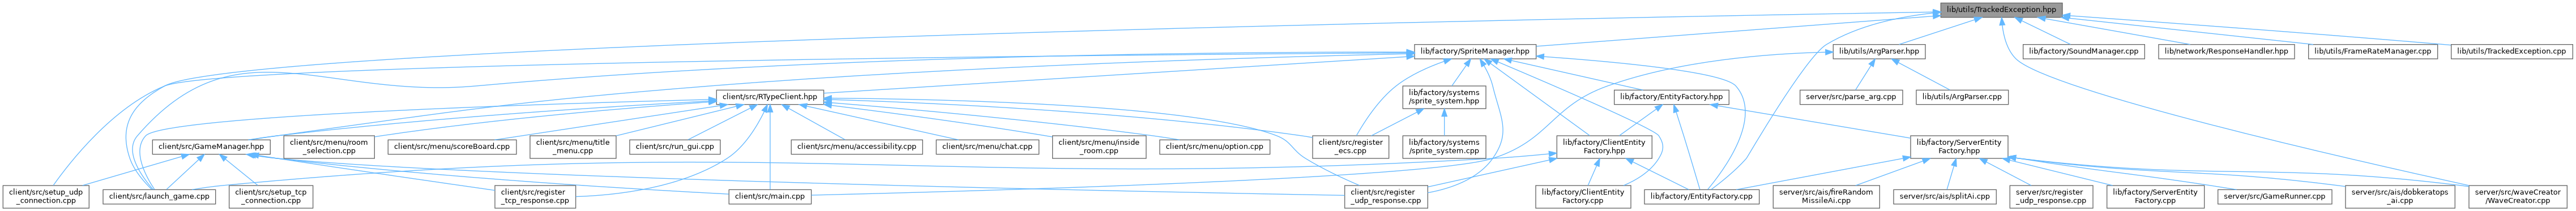 lib/utils/TrackedException.hpp
lib/factory/SpriteManager.hpp
lib/utils/ArgParser.hpp
lib/factory/SoundManager.cpp
lib/network/ResponseHandler.hpp
lib/utils/FrameRateManager.cpp
lib/utils/TrackedException.cpp
client/src/RTypeClient.hpp
lib/factory/systems
/sprite_system.hpp
lib/factory/EntityFactory.hpp
server/src/parse_arg.cpp
lib/utils/ArgParser.cpp
client/src/GameManager.hpp
client/src/menu/room
_selection.cpp
client/src/menu/scoreBoard.cpp
client/src/menu/title
_menu.cpp
client/src/run_gui.cpp
client/src/menu/accessibility.cpp
client/src/menu/chat.cpp
client/src/menu/inside
_room.cpp
client/src/menu/option.cpp
client/src/register
_ecs.cpp
lib/factory/systems
/sprite_system.cpp
lib/factory/ClientEntity
Factory.hpp
lib/factory/ServerEntity
Factory.hpp
client/src/setup_udp
_connection.cpp
client/src/launch_game.cpp
client/src/setup_tcp
_connection.cpp
client/src/register
_tcp_response.cpp
client/src/main.cpp
client/src/register
_udp_response.cpp
lib/factory/ClientEntity
Factory.cpp
lib/factory/EntityFactory.cpp
server/src/ais/fireRandom
MissileAi.cpp
server/src/ais/splitAi.cpp
server/src/register
_udp_response.cpp
lib/factory/ServerEntity
Factory.cpp
server/src/GameRunner.cpp
server/src/ais/dobkeratops
_ai.cpp
server/src/waveCreator
/WaveCreator.cpp